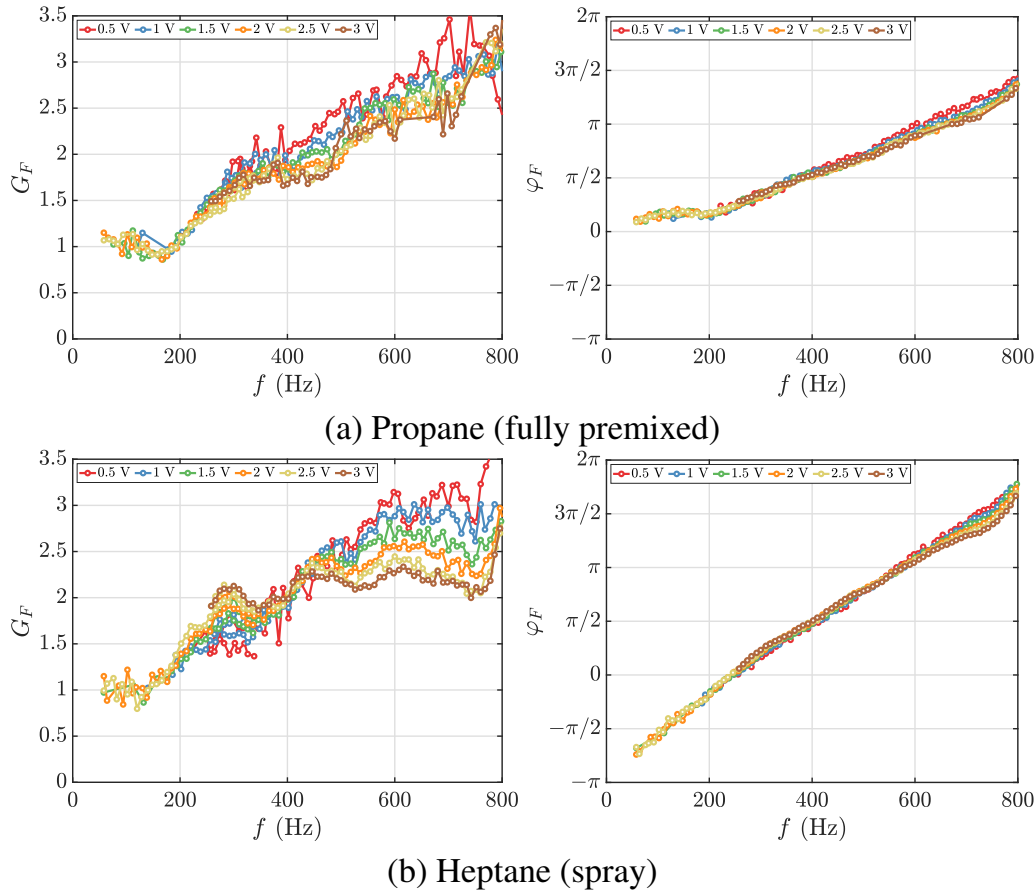 0.5 V 1 V 1.5 V 2 V 2.5 V 3 V
3.5
3
2.5
2
1.5
1
0.5
0
G_F
0 200 400 600 800
f (Hz)
0.5 V 1 V 1.5 V 2 V 2.5 V 3 V
2π
3π/2
π
π/2
0
−π/2
−π
φ_F
0 200 400 600 800
f (Hz)
(a) Propane (fully premixed)
0.5 V 1 V 1.5 V 2 V 2.5 V 3 V
3.5
3
2.5
2
1.5
1
0.5
0
G_F
0 200 400 600 800
f (Hz)
0.5 V 1 V 1.5 V 2 V 2.5 V 3 V
2π
3π/2
π
π/2
0
−π/2
−π
φ_F
0 200 400 600 800
f (Hz)
(b) Heptane (spray)